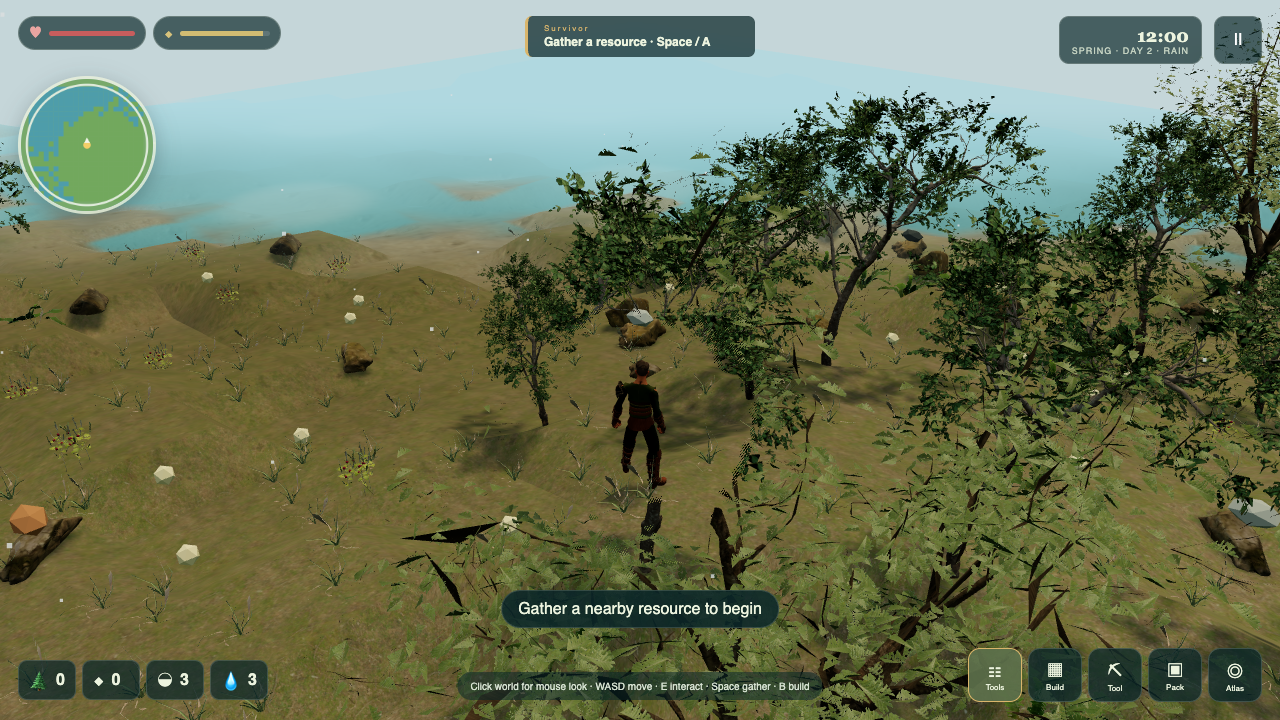 Survivor
Gather a resource · Space / A
12:00
SPRING · DAY 2 · RAIN
Gather a nearby resource to begin
0
0
3
3
Click world for mouse look · WASD move · E interact · Space gather · B build
Tools
Build
Tool
Pack
Atlas